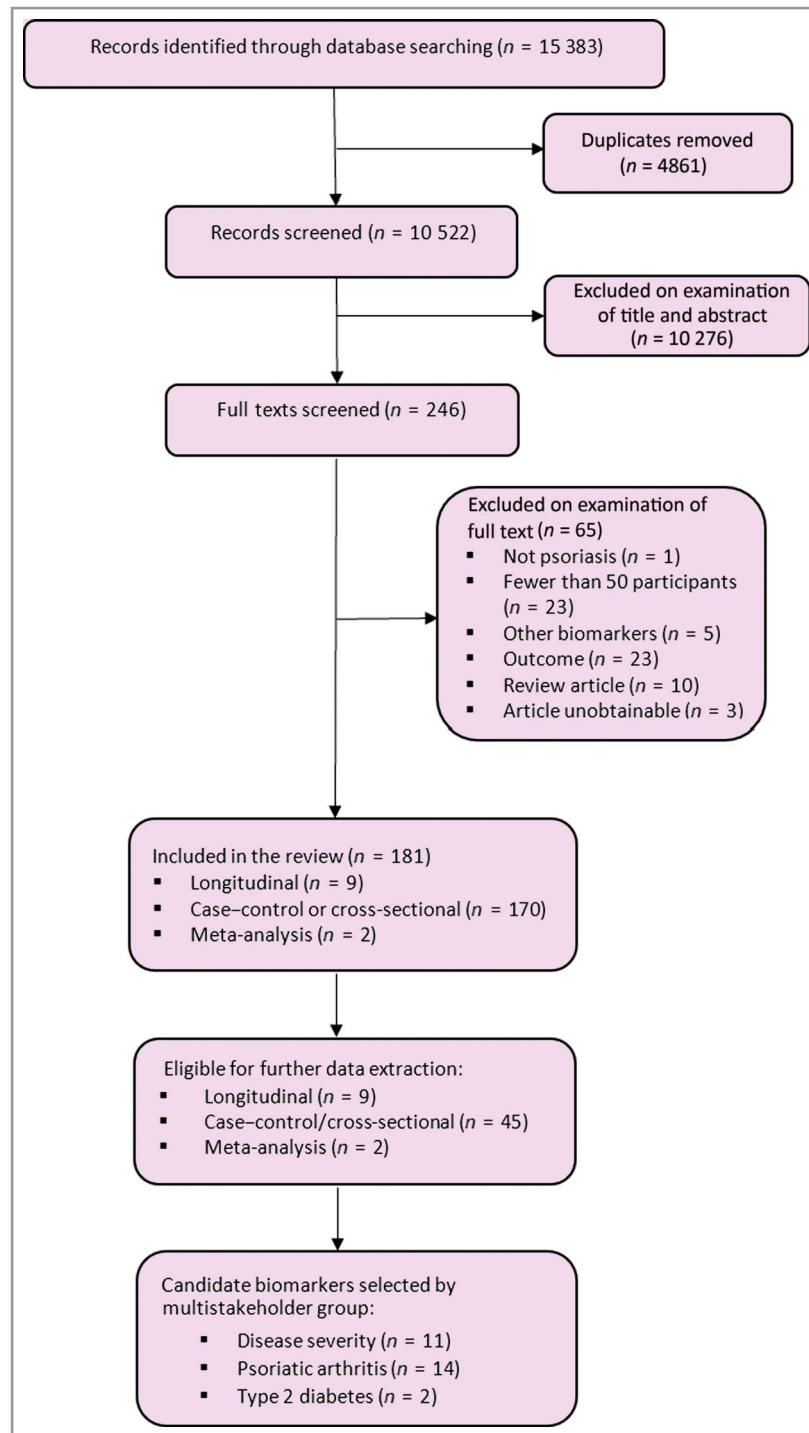 Records identified through database searching (n = 15 383)
Duplicates removed
(n = 4861)
Records screened (n = 10 522)
Excluded on examination
of title and abstract
(n = 10 276)
Full texts screened (n = 246)
Excluded on examination of
full text (n = 65)
▪ Not psoriasis (n = 1)
▪ Fewer than 50 participants
(n = 23)
▪ Other biomarkers (n = 5)
▪ Outcome (n = 23)
▪ Review article (n = 10)
▪ Article unobtainable (n = 3)
Included in the review (n = 181)
▪ Longitudinal (n = 9)
▪ Case–control or cross-sectional (n = 170)
▪ Meta-analysis (n = 2)
Eligible for further data extraction:
▪ Longitudinal (n = 9)
▪ Case–control/cross-sectional (n = 45)
▪ Meta-analysis (n = 2)
Candidate biomarkers selected by
multistakeholder group:
▪ Disease severity (n = 11)
▪ Psoriatic arthritis (n = 14)
▪ Type 2 diabetes (n = 2)